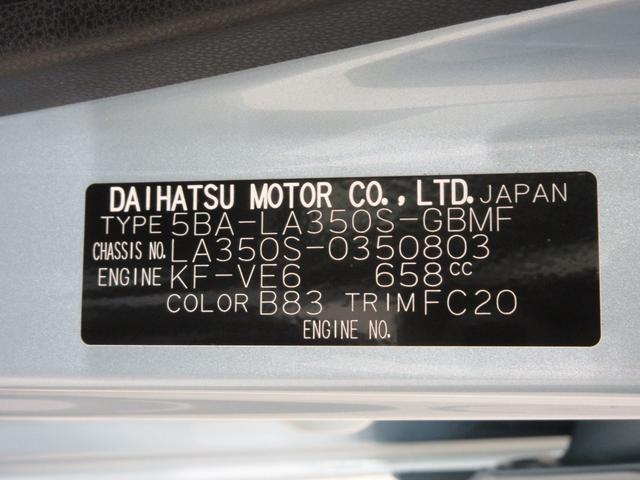 DAIHATSU MOTOR CO., LTD. JAPAN
TYPE 5BA-LA350S-GBMF
CHASSIS NO. LA350S-0350803
ENGINE KF-VE6 658cc
COLOR B83 TRIM FC20
ENGINE NO.